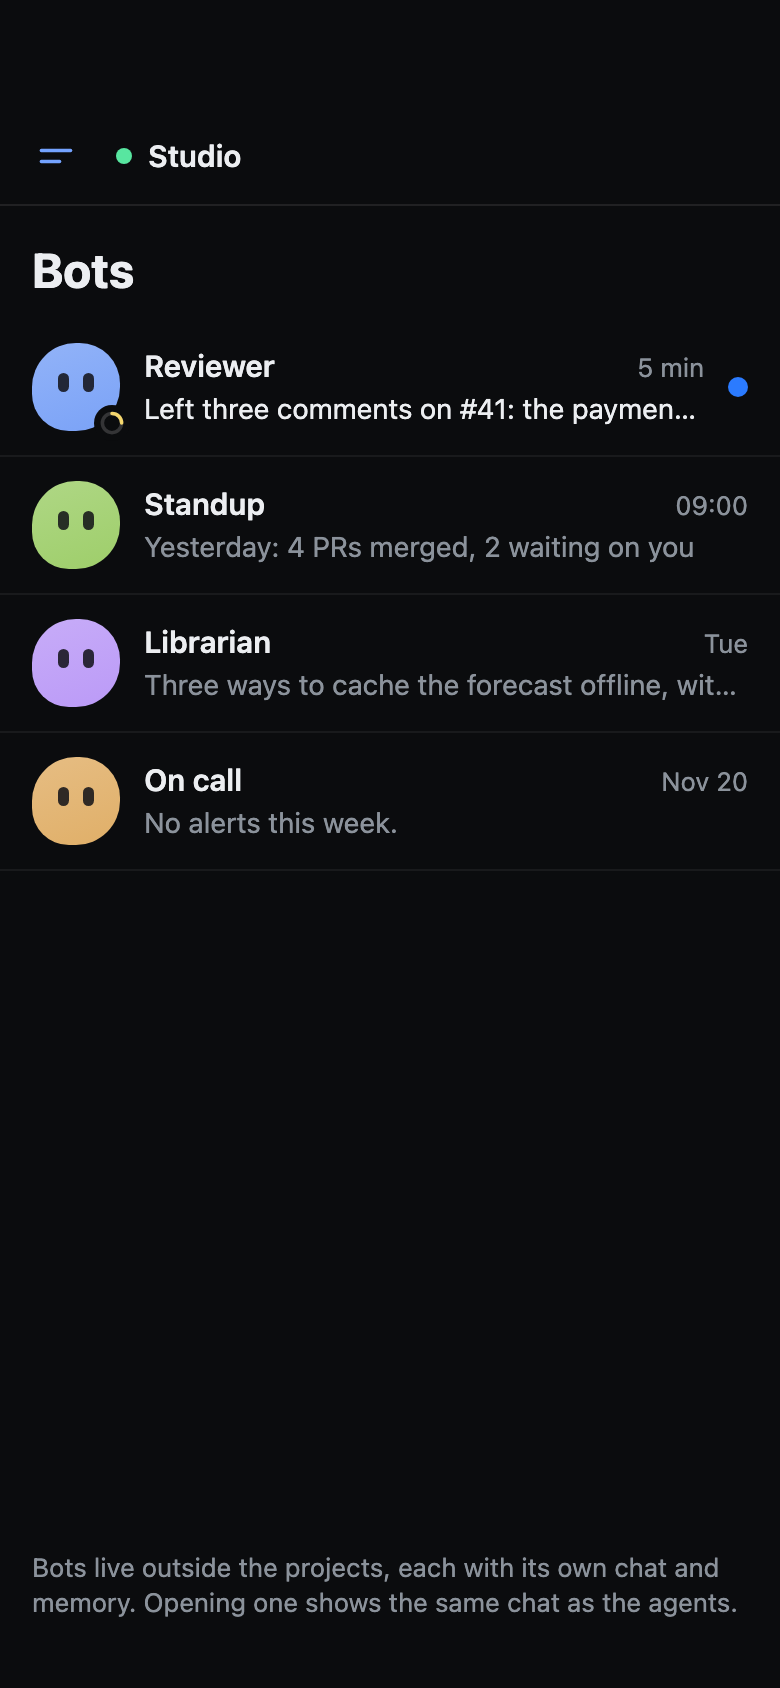 Studio
Bots
Reviewer
5 min
Left three comments on #41: the paymen...
Standup
09:00
Yesterday: 4 PRs merged, 2 waiting on you
Librarian
Tue
Three ways to cache the forecast offline, wit...
On call
Nov 20
No alerts this week.
Bots live outside the projects, each with its own chat and
memory. Opening one shows the same chat as the agents.